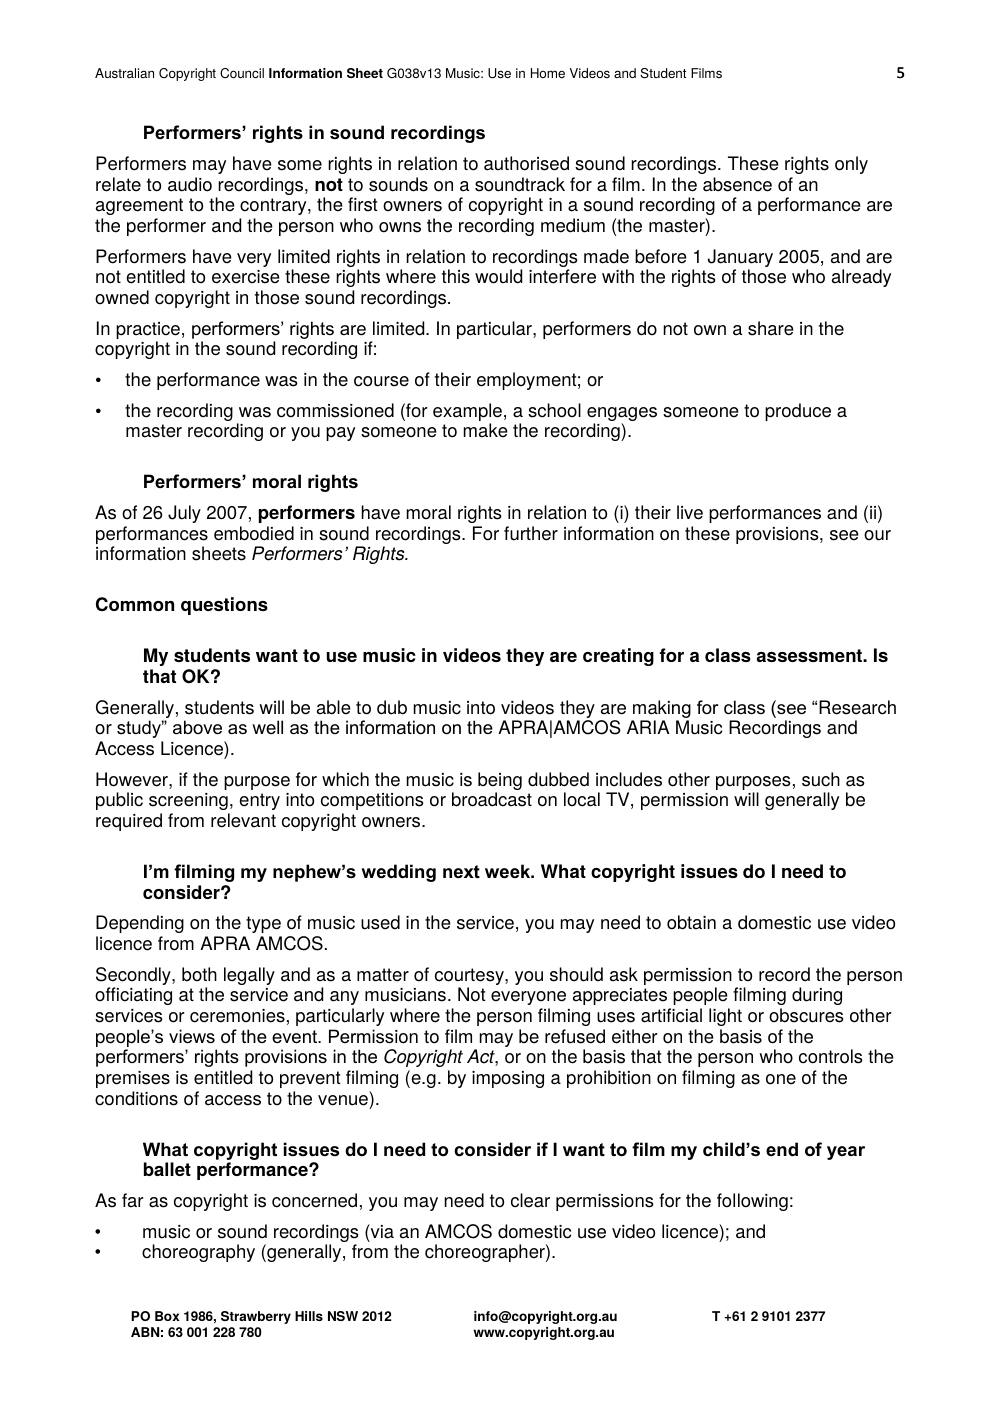 Australian Copyright Council Information Sheet G038v13 Music: Use in Home Videos and Student Films 5
Performers’ rights in sound recordings
Performers may have some rights in relation to authorised sound recordings. These rights only
relate to audio recordings, not to sounds on a soundtrack for a film. In the absence of an
agreement to the contrary, the first owners of copyright in a sound recording of a performance are
the performer and the person who owns the recording medium (the master).
Performers have very limited rights in relation to recordings made before 1 January 2005, and are
not entitled to exercise these rights where this would interfere with the rights of those who already
owned copyright in those sound recordings.
In practice, performers’ rights are limited. In particular, performers do not own a share in the
copyright in the sound recording if:
• the performance was in the course of their employment; or
• the recording was commissioned (for example, a school engages someone to produce a
master recording or you pay someone to make the recording).
Performers’ moral rights
As of 26 July 2007, performers have moral rights in relation to (i) their live performances and (ii)
performances embodied in sound recordings. For further information on these provisions, see our
information sheets Performers’ Rights.
Common questions
My students want to use music in videos they are creating for a class assessment. Is
that OK?
Generally, students will be able to dub music into videos they are making for class (see “Research
or study” above as well as the information on the APRA|AMCOS ARIA Music Recordings and
Access Licence).
However, if the purpose for which the music is being dubbed includes other purposes, such as
public screening, entry into competitions or broadcast on local TV, permission will generally be
required from relevant copyright owners.
I’m filming my nephew’s wedding next week. What copyright issues do I need to
consider?
Depending on the type of music used in the service, you may need to obtain a domestic use video
licence from APRA AMCOS.
Secondly, both legally and as a matter of courtesy, you should ask permission to record the person
officiating at the service and any musicians. Not everyone appreciates people filming during
services or ceremonies, particularly where the person filming uses artificial light or obscures other
people’s views of the event. Permission to film may be refused either on the basis of the
performers’ rights provisions in the Copyright Act, or on the basis that the person who controls the
premises is entitled to prevent filming (e.g. by imposing a prohibition on filming as one of the
conditions of access to the venue).
What copyright issues do I need to consider if I want to film my child’s end of year
ballet performance?
As far as copyright is concerned, you may need to clear permissions for the following:
• music or sound recordings (via an AMCOS domestic use video licence); and
• choreography (generally, from the choreographer).
PO Box 1986, Strawberry Hills NSW 2012 info@copyright.org.au T +61 2 9101 2377
ABN: 63 001 228 780 www.copyright.org.au